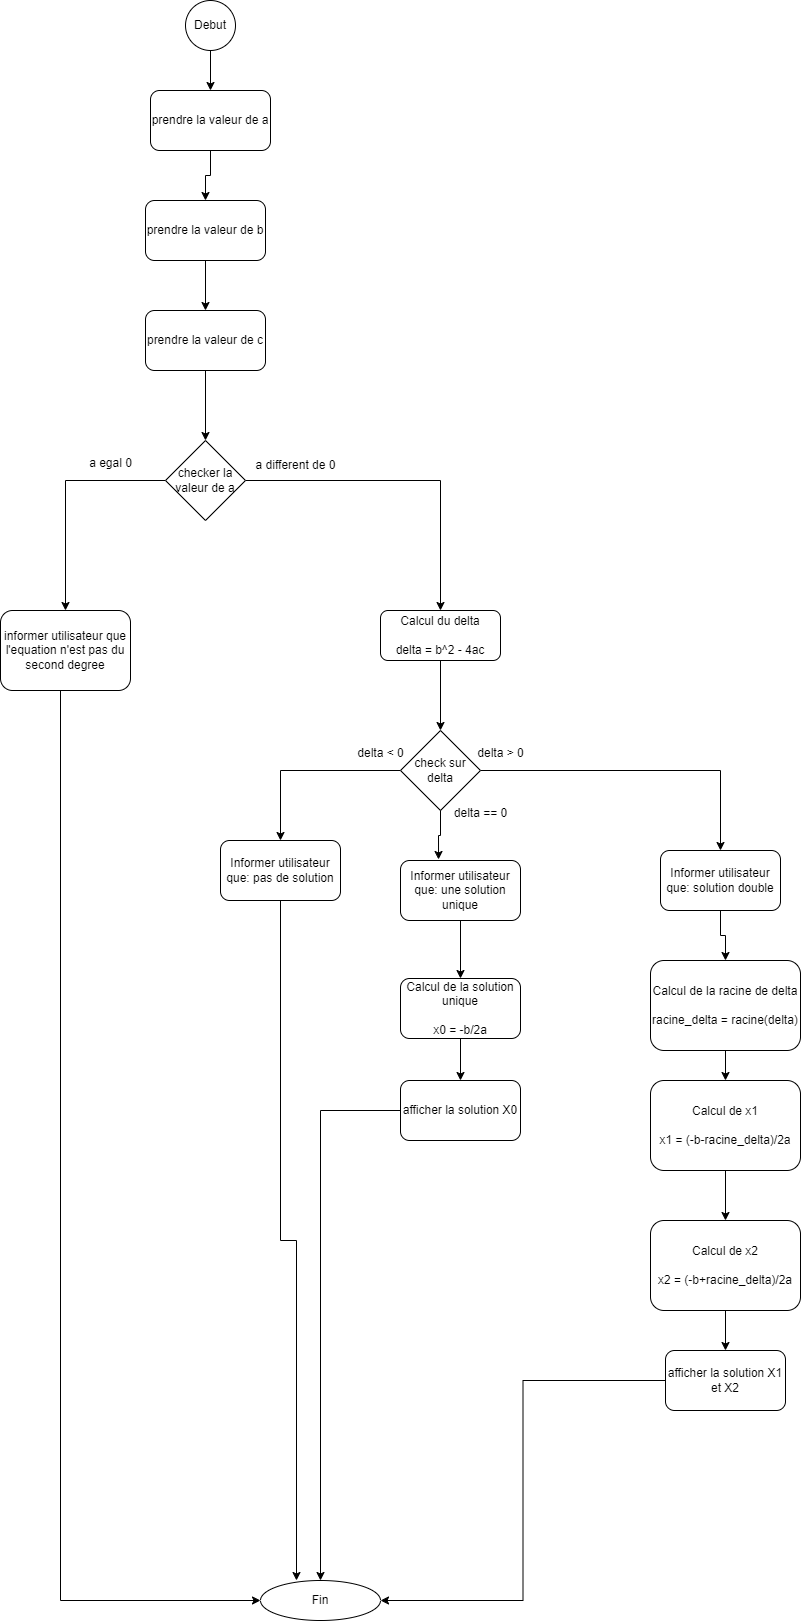 Debut
prendre la valeur de a
prendre la valeur de b
prendre la valeur de c
a egal 0
a different de 0
checker la
valeur de a
informer utilisateur que
l'equation n'est pas du
second degree
Calcul du delta
delta = b^2 - 4ac
delta < 0
delta > 0
check sur
delta
delta == 0
Informer utilisateur
que: pas de solution
Informer utilisateur
que: une solution
unique
Informer utilisateur
que: solution double
Calcul de la solution
unique
x0 = -b/2a
Calcul de la racine de delta
racine_delta = racine(delta)
afficher la solution X0
Calcul de x1
x1 = (-b-racine_delta)/2a
Calcul de x2
x2 = (-b+racine_delta)/2a
afficher la solution X1
et X2
Fin